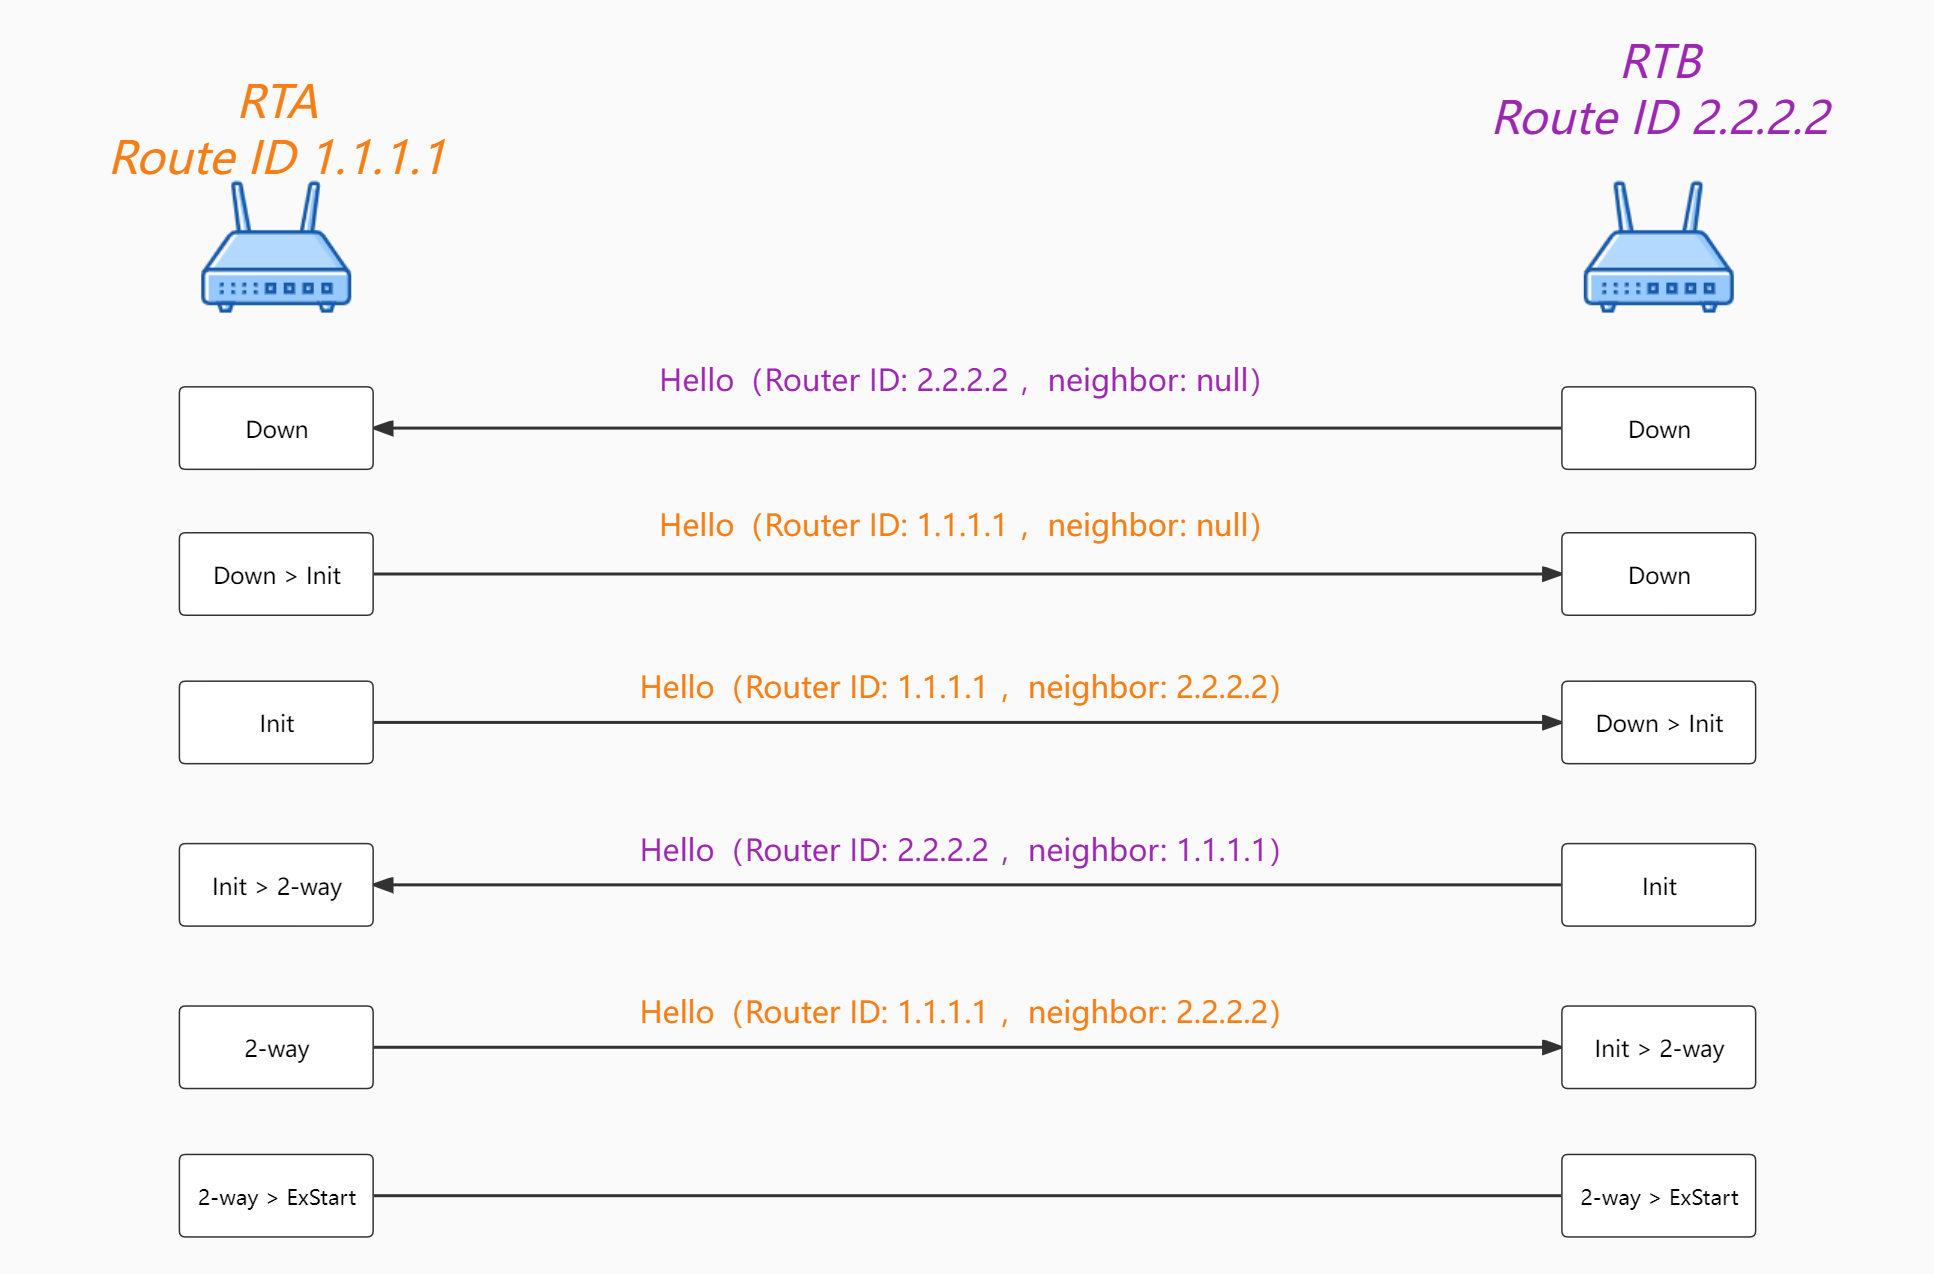 RTA
Route ID 1.1.1.1
RTB
Route ID 2.2.2.2
Hello（Router ID: 2.2.2.2 ，neighbor: null）
Down
Down
Hello（Router ID: 1.1.1.1 ，neighbor: null）
Down > Init
Down
Hello（Router ID: 1.1.1.1 ，neighbor: 2.2.2.2）
Init
Down > Init
Hello（Router ID: 2.2.2.2 ，neighbor: 1.1.1.1）
Init > 2-way
Init
Hello（Router ID: 1.1.1.1 ，neighbor: 2.2.2.2）
2-way
Init > 2-way
2-way > ExStart
2-way > ExStart